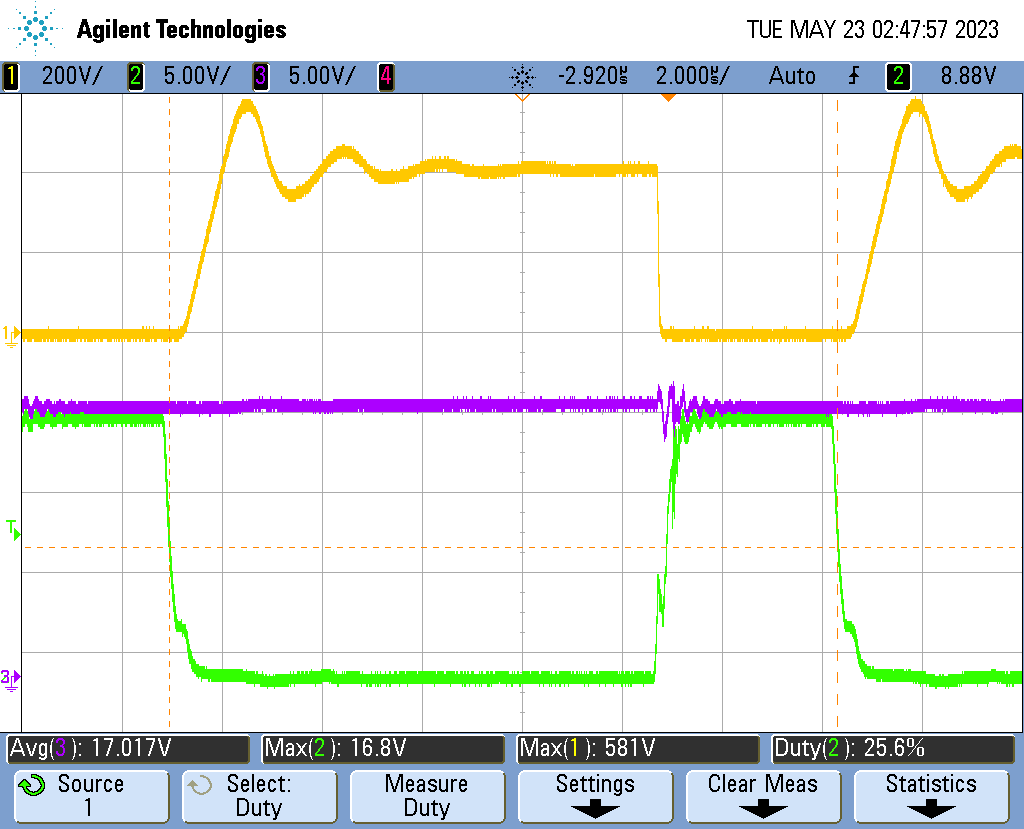 Agilent Technologies TUE MAY 23 02:47:57 2023
1 200V/ 2 5.00V/ 3 5.00V/ 4 -2.920µs 2.000µs/ Auto 2 8.88V
1
T
3
Avg(3): 17.017V Max(2): 16.8V Max(1): 581V Duty(2): 25.6%
Source Select: Measure Settings Clear Meas Statistics
1 Duty Duty